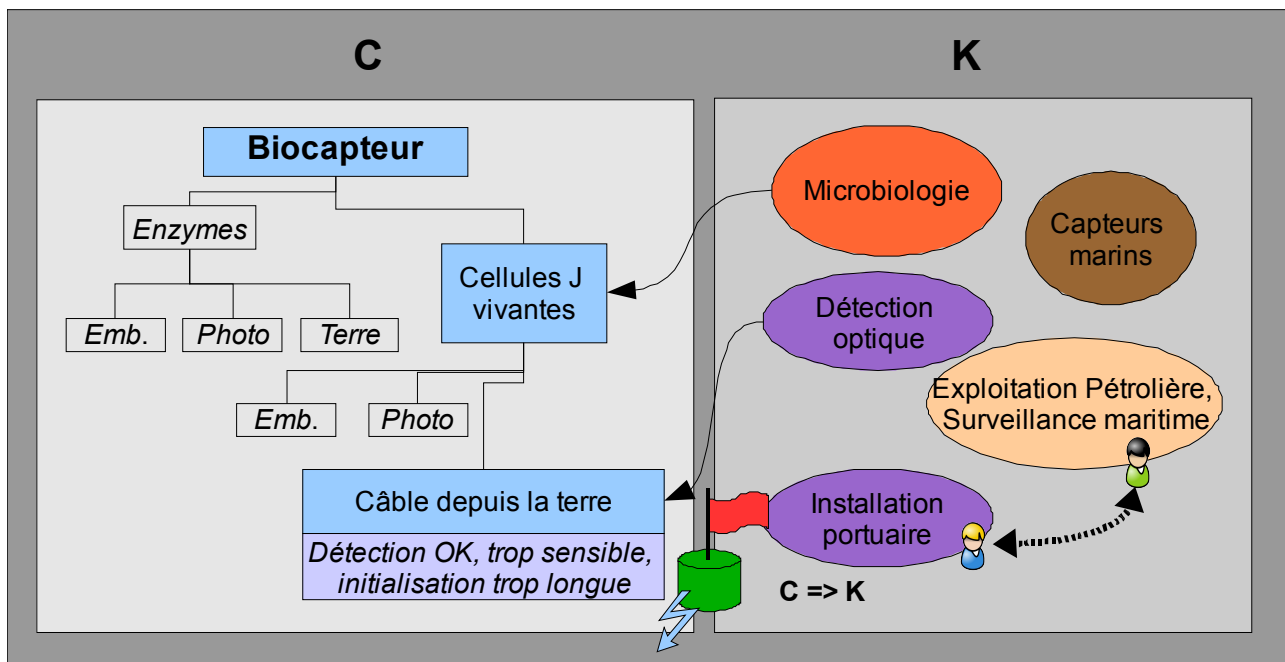 C
K
Biocapteur
Enzymes
Emb.
Photo
Terre
Cellules J
vivantes
Emb.
Photo
Câble depuis la terre
Détection OK, trop sensible,
initialisation trop longue
Microbiologie
Capteurs
marins
Détection
optique
Exploitation Pétrolière,
Surveillance maritime
Installation
portuaire
C => K